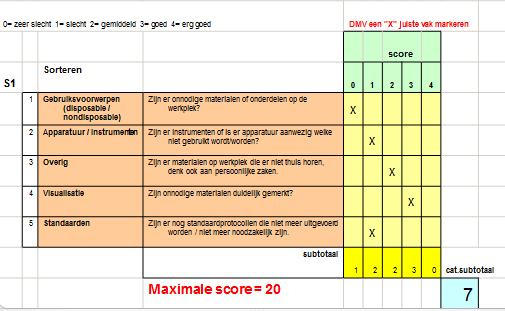 0= zeer slecht 1= slecht 2= gemiddeld 3= goed 4= erg goed
DMV een "X" juiste vak markeren
score
S1
Sorteren
0 1 2 3 4
1 Gebruiksvoorwerpen (disposable / nondisposable)
Zijn er onnodige materialen of onderdelen op de werkplek?
X
2 Apparatuur / instrumenten
Zijn er instrumenten of is er apparatuur aanwezig welke niet gebruikt wordt/worden?
X
3 Overig
Zijn er materialen op werkplek die er niet thuis horen, denk ook aan persoonlijke zaken.
X
4 Visualisatie
Zijn onnodige materialen duidelijk gemerkt?
X
5 Standaarden
Zijn er nog standaardprotocollen die niet meer uitgevoerd worden / niet meer noodzakelijk zijn.
X
subtotaal
1 2 2 3 0
cat.subtotaal
Maximale score= 20
7